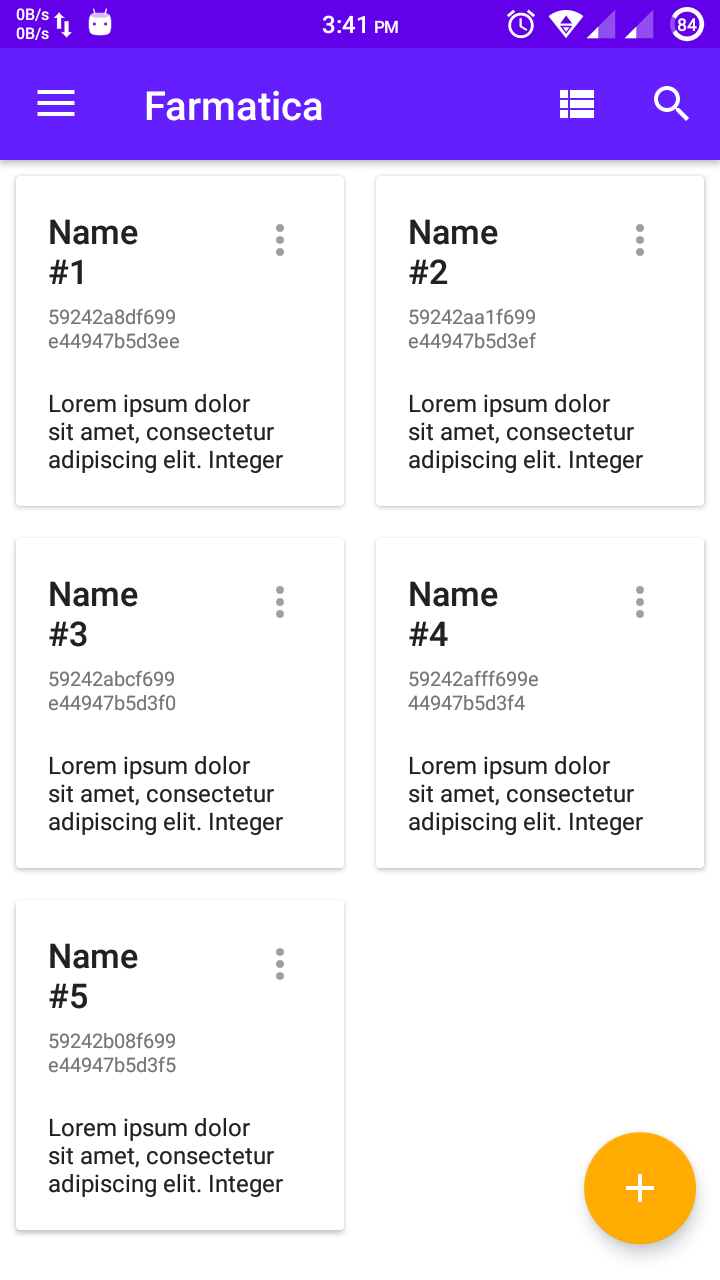 0B/s
0B/s
3:41 PM
84
Farmatica
Name
#1
59242a8df699
e44947b5d3ee
Lorem ipsum dolor
sit amet, consectetur
adipiscing elit. Integer
Name
#2
59242aa1f699
e44947b5d3ef
Lorem ipsum dolor
sit amet, consectetur
adipiscing elit. Integer
Name
#3
59242abcf699
e44947b5d3f0
Lorem ipsum dolor
sit amet, consectetur
adipiscing elit. Integer
Name
#4
59242afff699e
44947b5d3f4
Lorem ipsum dolor
sit amet, consectetur
adipiscing elit. Integer
Name
#5
59242b08f699
e44947b5d3f5
Lorem ipsum dolor
sit amet, consectetur
adipiscing elit. Integer